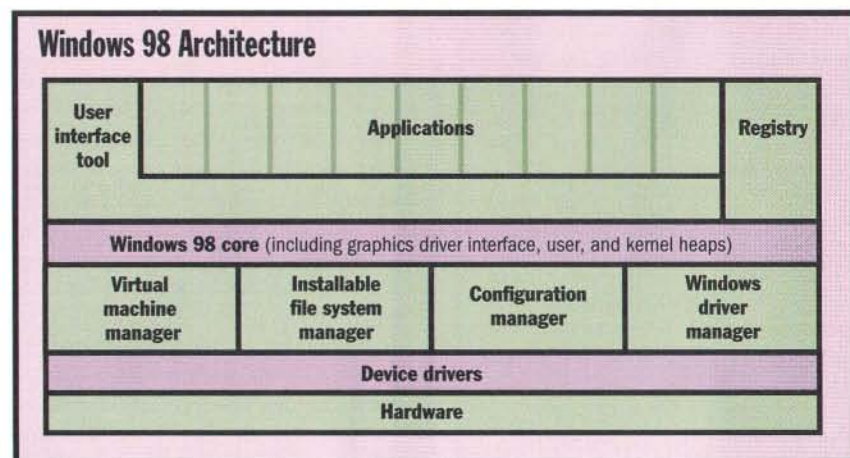 Windows 98 Architecture
User
interface
tool
Applications
Registry
Windows 98 core (including graphics driver interface, user, and kernel heaps)
Virtual
machine
manager
Installable
file system
manager
Configuration
manager
Windows
driver
manager
Device drivers
Hardware